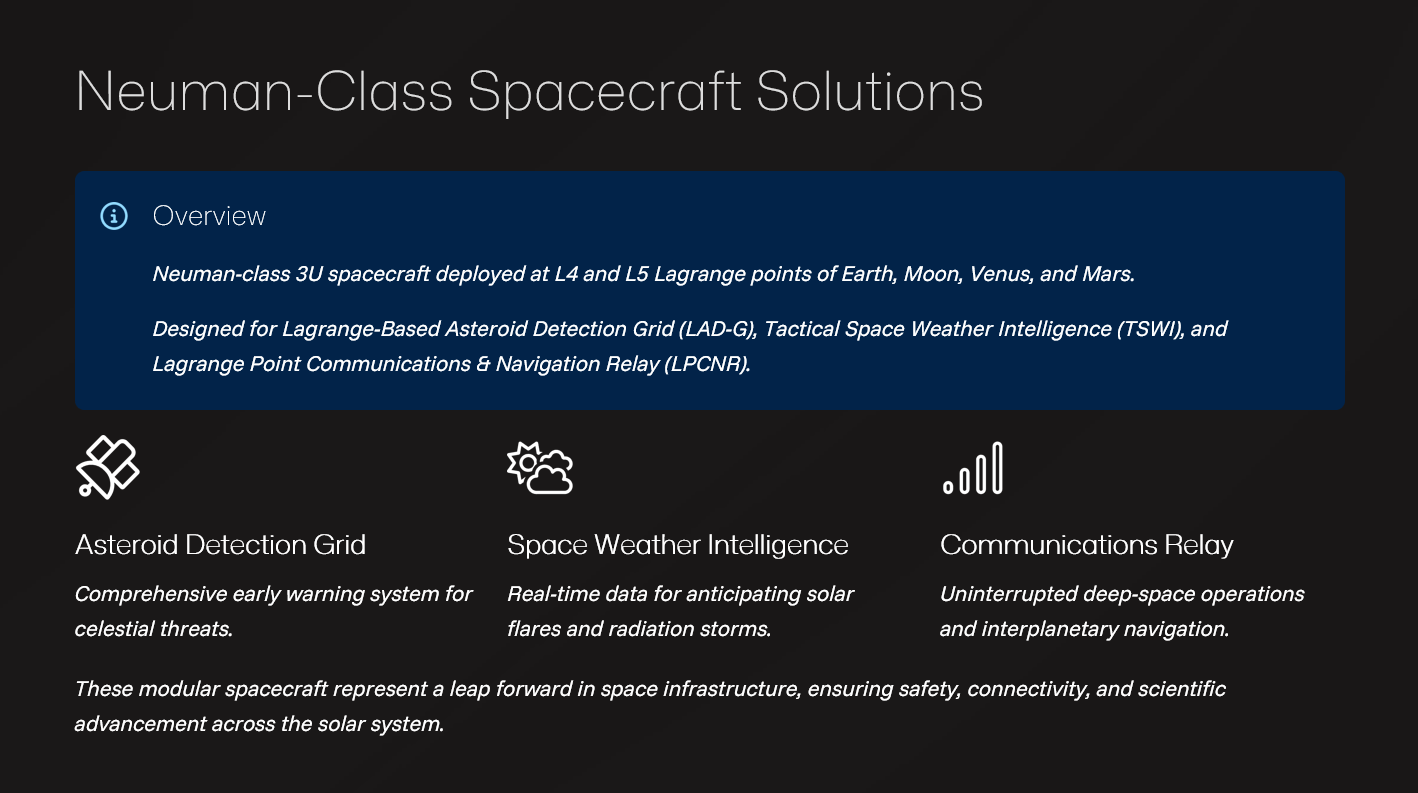 Neuman-Class Spacecraft Solutions
Overview
Neuman-class 3U spacecraft deployed at L4 and L5 Lagrange points of Earth, Moon, Venus, and Mars.
Designed for Lagrange-Based Asteroid Detection Grid (LAD-G), Tactical Space Weather Intelligence (TSWI), and
Lagrange Point Communications & Navigation Relay (LPCNR).
Asteroid Detection Grid
Comprehensive early warning system for
celestial threats.
Space Weather Intelligence
Real-time data for anticipating solar
flares and radiation storms.
Communications Relay
Uninterrupted deep-space operations
and interplanetary navigation.
These modular spacecraft represent a leap forward in space infrastructure, ensuring safety, connectivity, and scientific
advancement across the solar system.